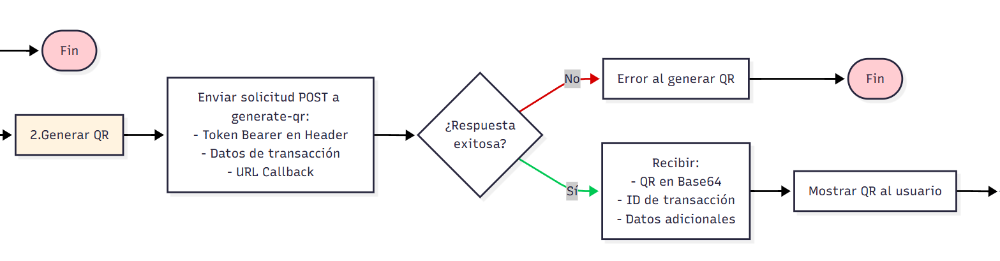 Fin
2.Generar QR
Enviar solicitud POST a
generate-qr:
- Token Bearer en Header
- Datos de transacción
- URL Callback
¿Respuesta
exitosa?
No
Error al generar QR
Fin
Sí
Recibir:
- QR en Base64
- ID de transacción
- Datos adicionales
Mostrar QR al usuario